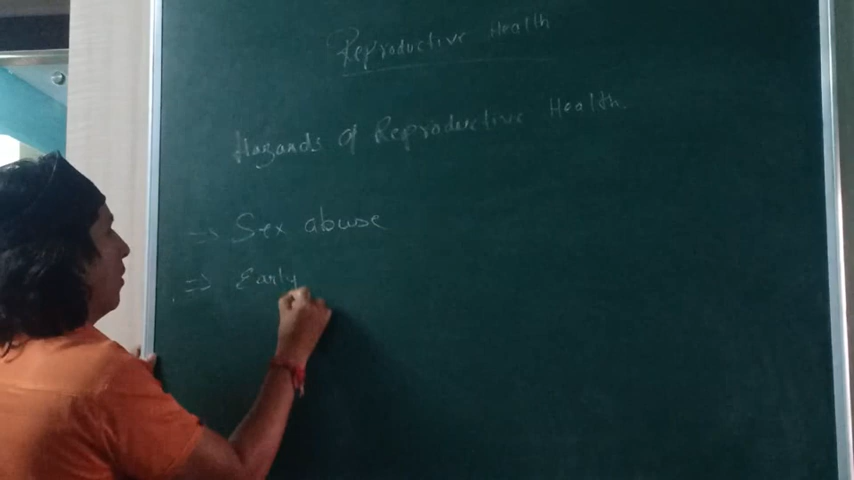 Reproductive Health
Hazards of Reproductive Health.
⇒ Sex abuse
⇒ Early